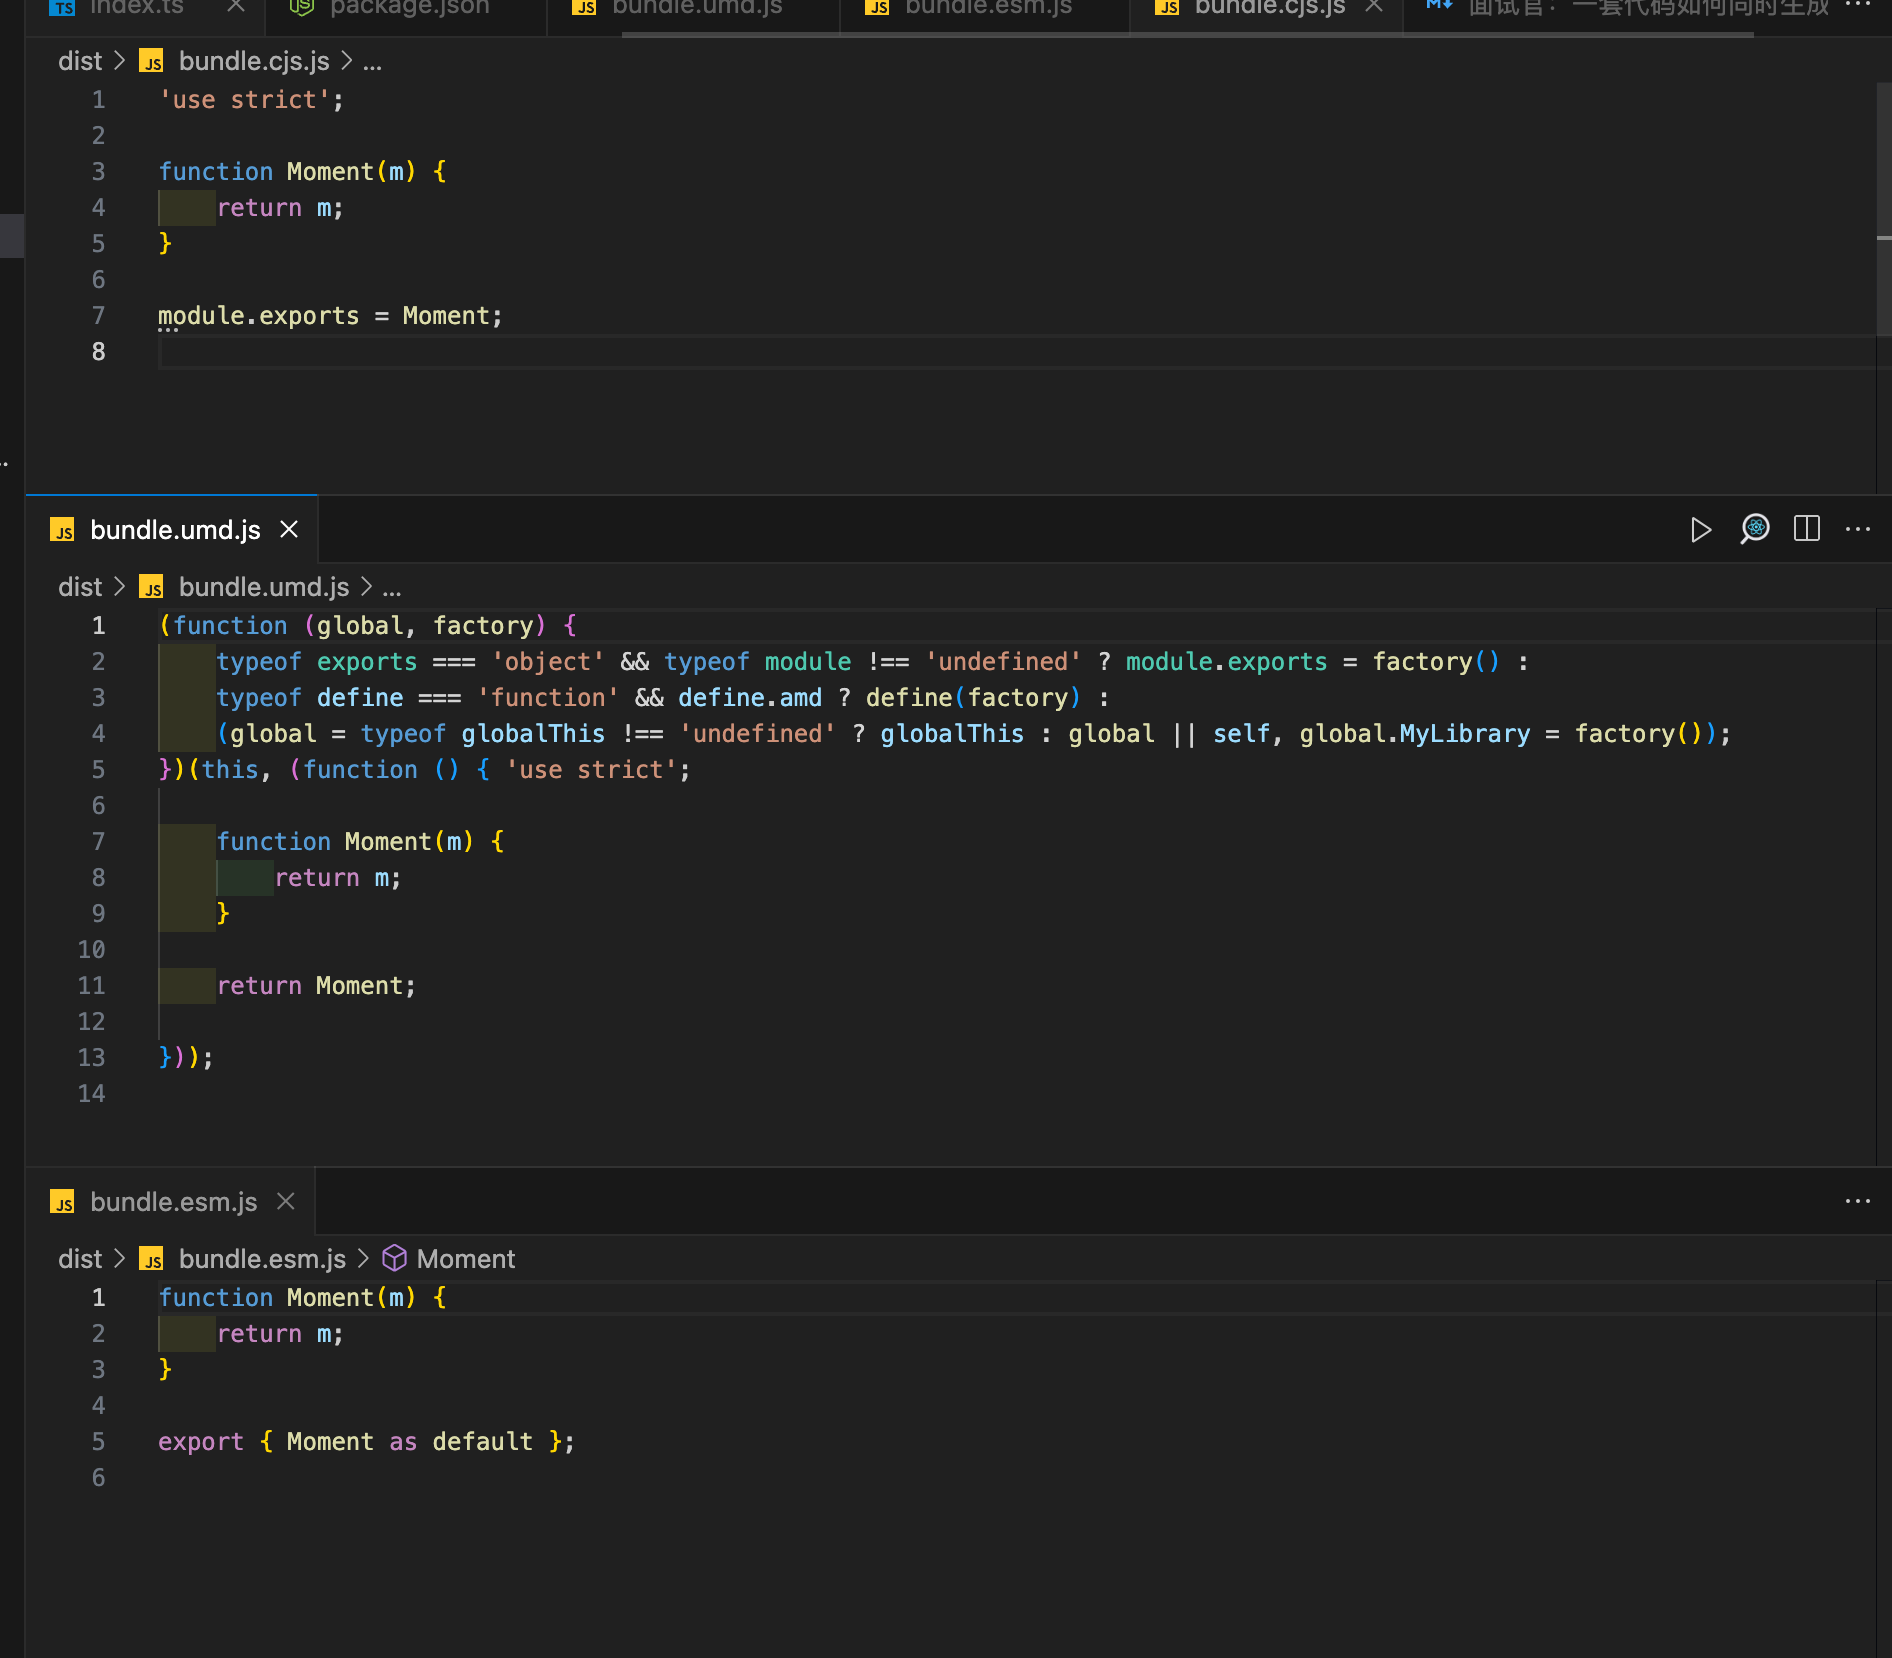 TS index.ts
package.json
JS bundle.umd.js
JS bundle.esm.js
JS bundle.cjs.js
面试官：一套代码如何同时生成 ...
dist > JS bundle.cjs.js > ...
1 'use strict';
2
3 function Moment(m) {
4     return m;
5 }
6
7 module.exports = Moment;
8
JS bundle.umd.js
dist > JS bundle.umd.js > ...
1 (function (global, factory) {
2     typeof exports === 'object' && typeof module !== 'undefined' ? module.exports = factory() :
3     typeof define === 'function' && define.amd ? define(factory) :
4     (global = typeof globalThis !== 'undefined' ? globalThis : global || self, global.MyLibrary = factory());
5 })(this, (function () { 'use strict';
6
7     function Moment(m) {
8         return m;
9     }
10
11     return Moment;
12
13 }));
14
JS bundle.esm.js
dist > JS bundle.esm.js > Moment
1 function Moment(m) {
2     return m;
3 }
4
5 export { Moment as default };
6